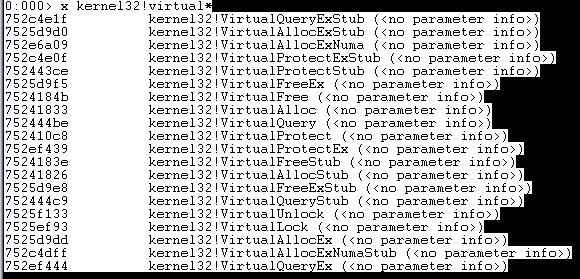 0:000> x kernel32!virtual*
752c4e1f kernel32!VirtualQueryExStub (<no parameter info>)
7525d9d0 kernel32!VirtualAllocExStub (<no parameter info>)
752e6a09 kernel32!VirtualAllocExNuma (<no parameter info>)
752c4e0f kernel32!VirtualProtectExStub (<no parameter info>)
752443ce kernel32!VirtualProtectStub (<no parameter info>)
7525d9f5 kernel32!VirtualFreeEx (<no parameter info>)
7524184b kernel32!VirtualFree (<no parameter info>)
75241833 kernel32!VirtualAlloc (<no parameter info>)
752444be kernel32!VirtualQuery (<no parameter info>)
752410c8 kernel32!VirtualProtect (<no parameter info>)
752ef439 kernel32!VirtualProtectEx (<no parameter info>)
7524183e kernel32!VirtualFreeStub (<no parameter info>)
75241826 kernel32!VirtualAllocStub (<no parameter info>)
7525d9e8 kernel32!VirtualFreeExStub (<no parameter info>)
752444c9 kernel32!VirtualQueryStub (<no parameter info>)
7525f133 kernel32!VirtualUnlock (<no parameter info>)
7525ef93 kernel32!VirtualLock (<no parameter info>)
7525d9dd kernel32!VirtualAllocEx (<no parameter info>)
752c4dff kernel32!VirtualAllocExNumaStub (<no parameter info>)
752ef444 kernel32!VirtualQueryEx (<no parameter info>)